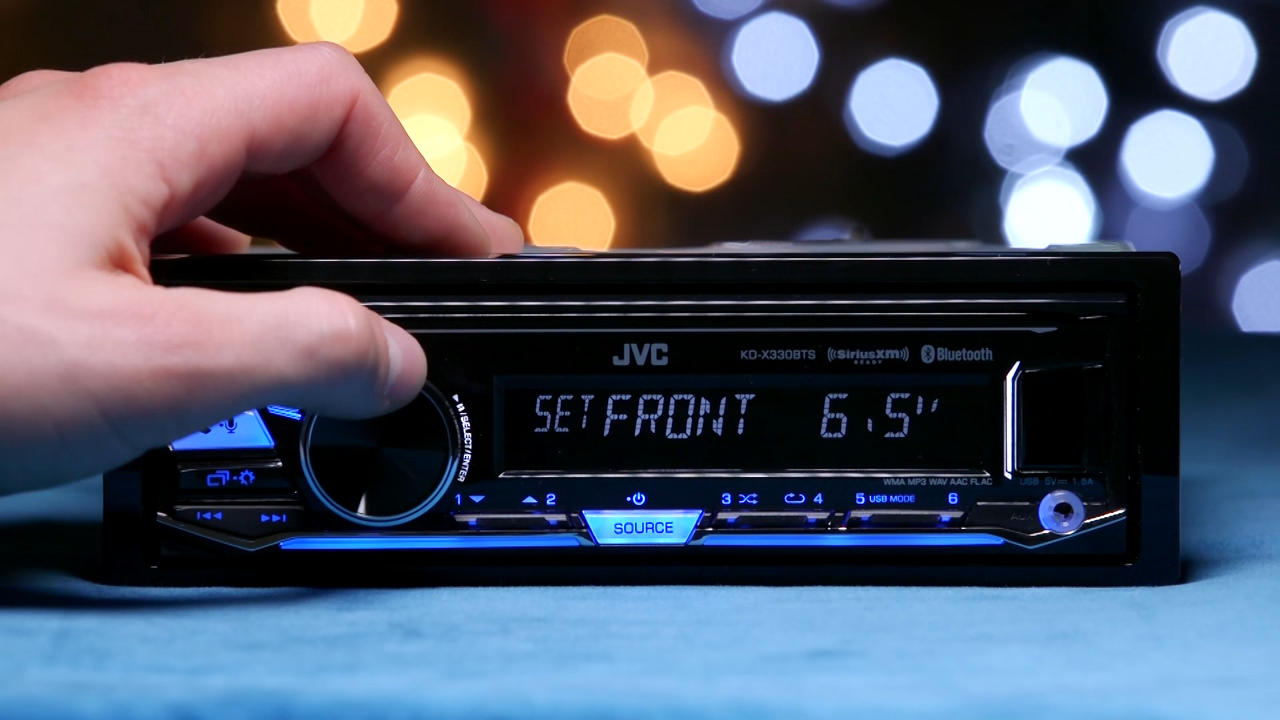 JVC
KD-X330BTS ((SiriusXM)) READY Bluetooth
SET FRONT 6.5"
▶II/SELECT/ENTER
WMA MP3 WAV AAC FLAC
USB 5V⎓ 1.5A
1 2 3 4 5 USB MODE 6
SOURCE
AUX